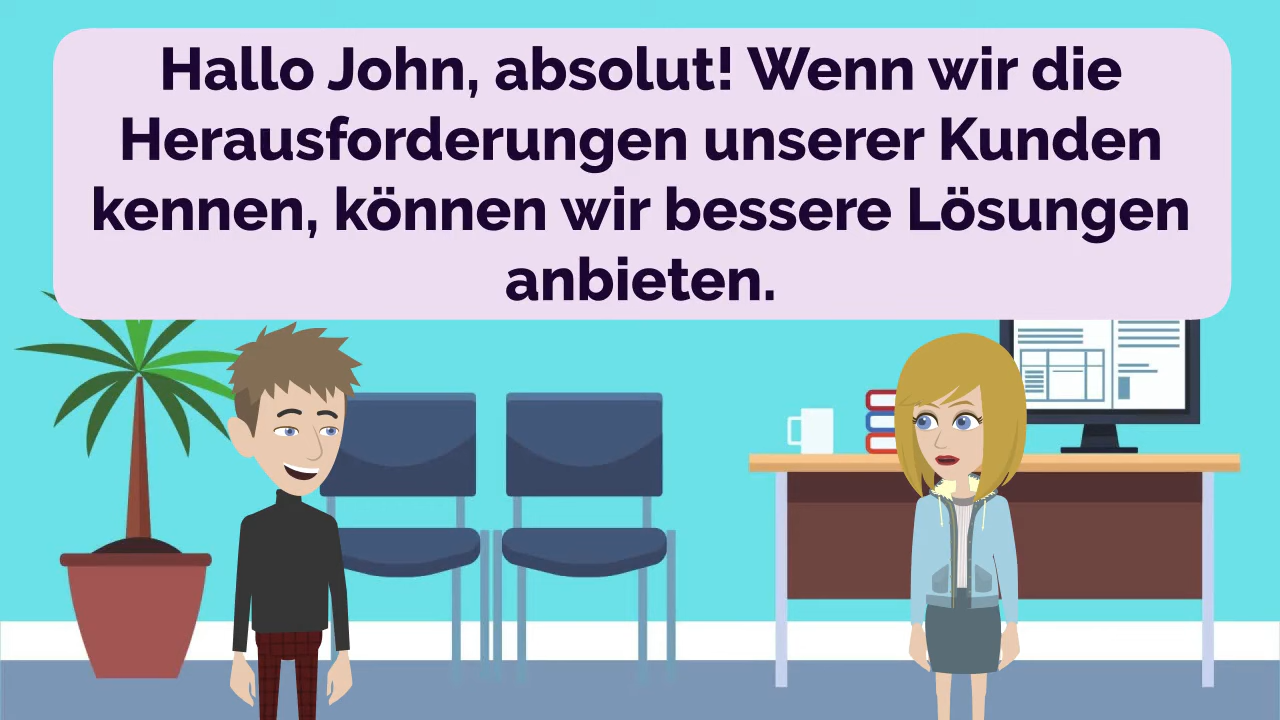 Hallo John, absolut! Wenn wir die
Herausforderungen unserer Kunden
kennen, können wir bessere Lösungen
anbieten.